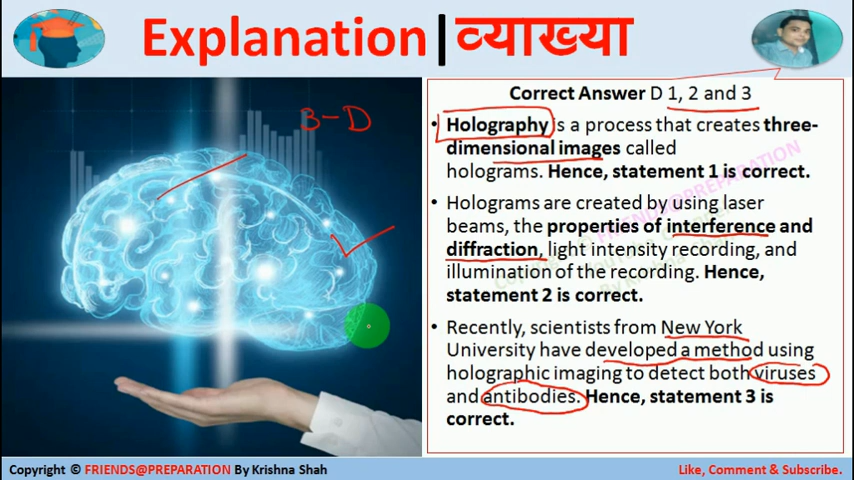 Explanation|व्याख्या
3-D
Correct Answer D 1, 2 and 3
• Holography is a process that creates three-
dimensional images called
holograms. Hence, statement 1 is correct.
• Holograms are created by using laser
beams, the properties of interference and
diffraction, light intensity recording, and
illumination of the recording. Hence,
statement 2 is correct.
• Recently, scientists from New York
University have developed a method using
holographic imaging to detect both viruses
and antibodies. Hence, statement 3 is
correct.
Copyright © FRIENDS@PREPARATION By Krishna Shah
Like, Comment & Subscribe.